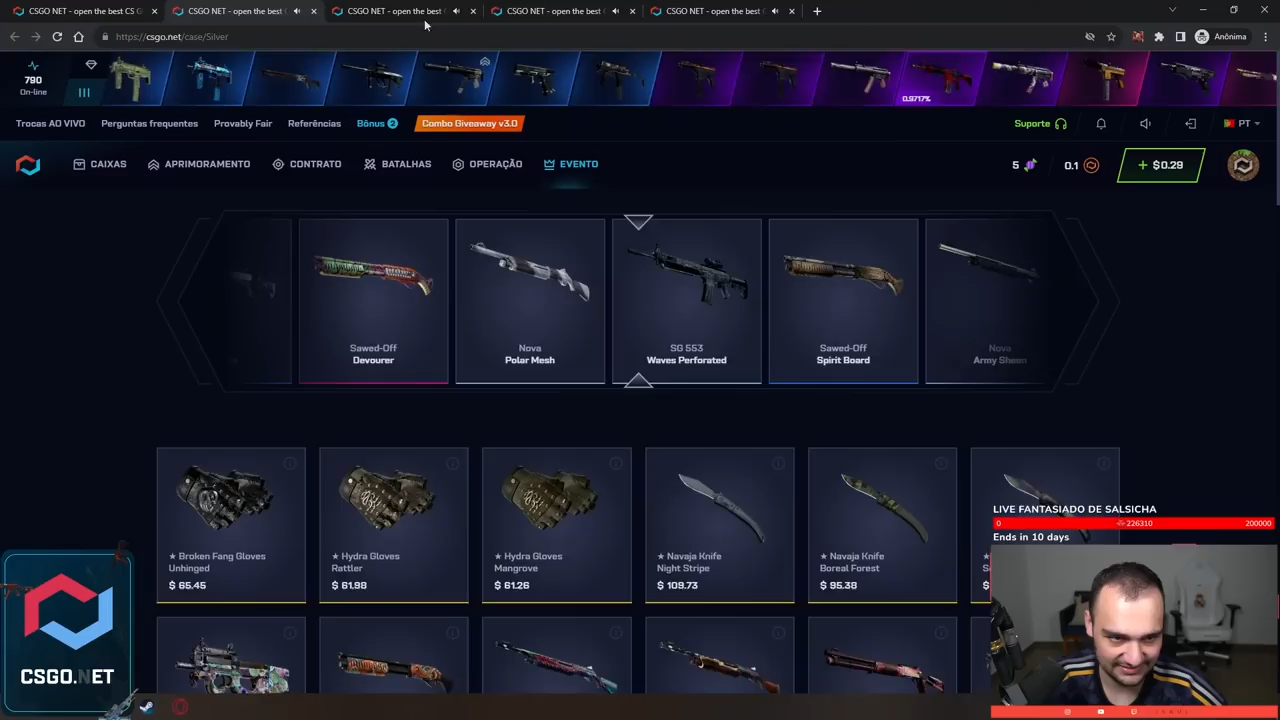 CSGO NET - open the best CS G
CSGO NET - open the best
CSGO NET - open the best
CSGO NET - open the best
CSGO NET - open the best
https://csgo.net/case/Silver
Anônima
790
On-line
0.9717%
Trocas AO VIVO
Perguntas frequentes
Provably Fair
Referências
Bônus 2
Combo Giveaway v3.0
Suporte
PT
CAIXAS
APRIMORAMENTO
CONTRATO
BATALHAS
OPERAÇÃO
EVENTO
5
0.1
+ $0.29
Sawed-Off
Devourer
Nova
Polar Mesh
SG 553
Waves Perforated
Sawed-Off
Spirit Board
Nova
Army Sheen
★ Broken Fang Gloves
Unhinged
$ 65.45
★ Hydra Gloves
Rattler
$ 61.98
★ Hydra Gloves
Mangrove
$ 61.26
★ Navaja Knife
Night Stripe
$ 109.73
★ Navaja Knife
Boreal Forest
$ 95.38
LIVE FANTASIADO DE SALSICHA
0
226310
200000
Ends in 10 days
CSGO.NET